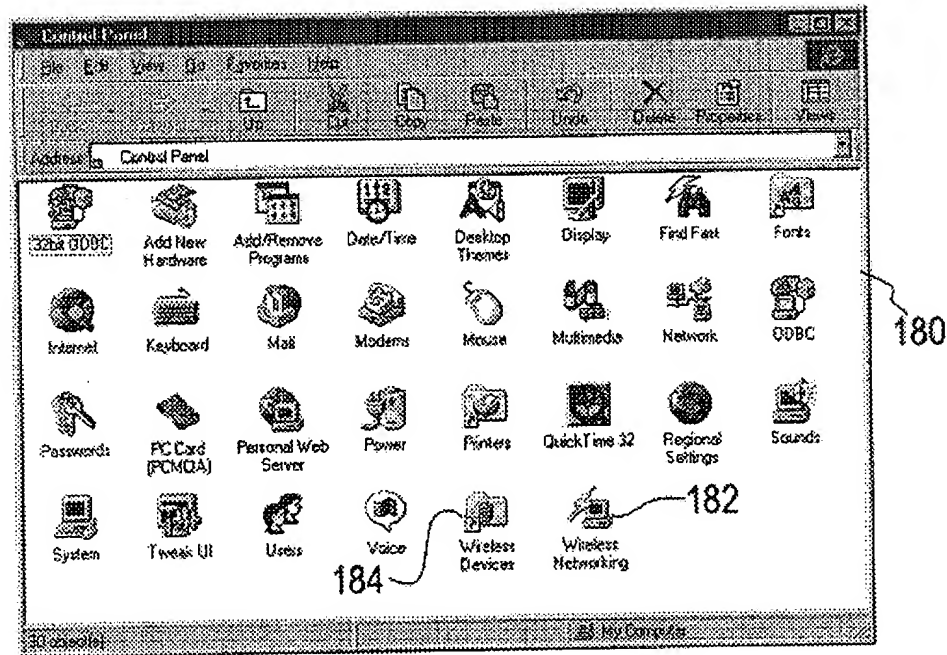 Control Panel
File Edit View Go Favorites Help
Up Cut Copy Paste Undo Delete Properties Views
Address Control Panel
32bit ODBC Add New Hardware Add/Remove Programs Date/Time Desktop Themes Display Find Fast Fonts
Internet Keyboard Mail Modems Mouse Multimedia Network ODBC
180
Passwords PC Card (PCMCIA) Personal Web Server Power Printers QuickTime 32 Regional Settings Sounds
System Tweak UI Users Voice Wireless Devices Wireless Networking
182
184
30 object(s) My Computer